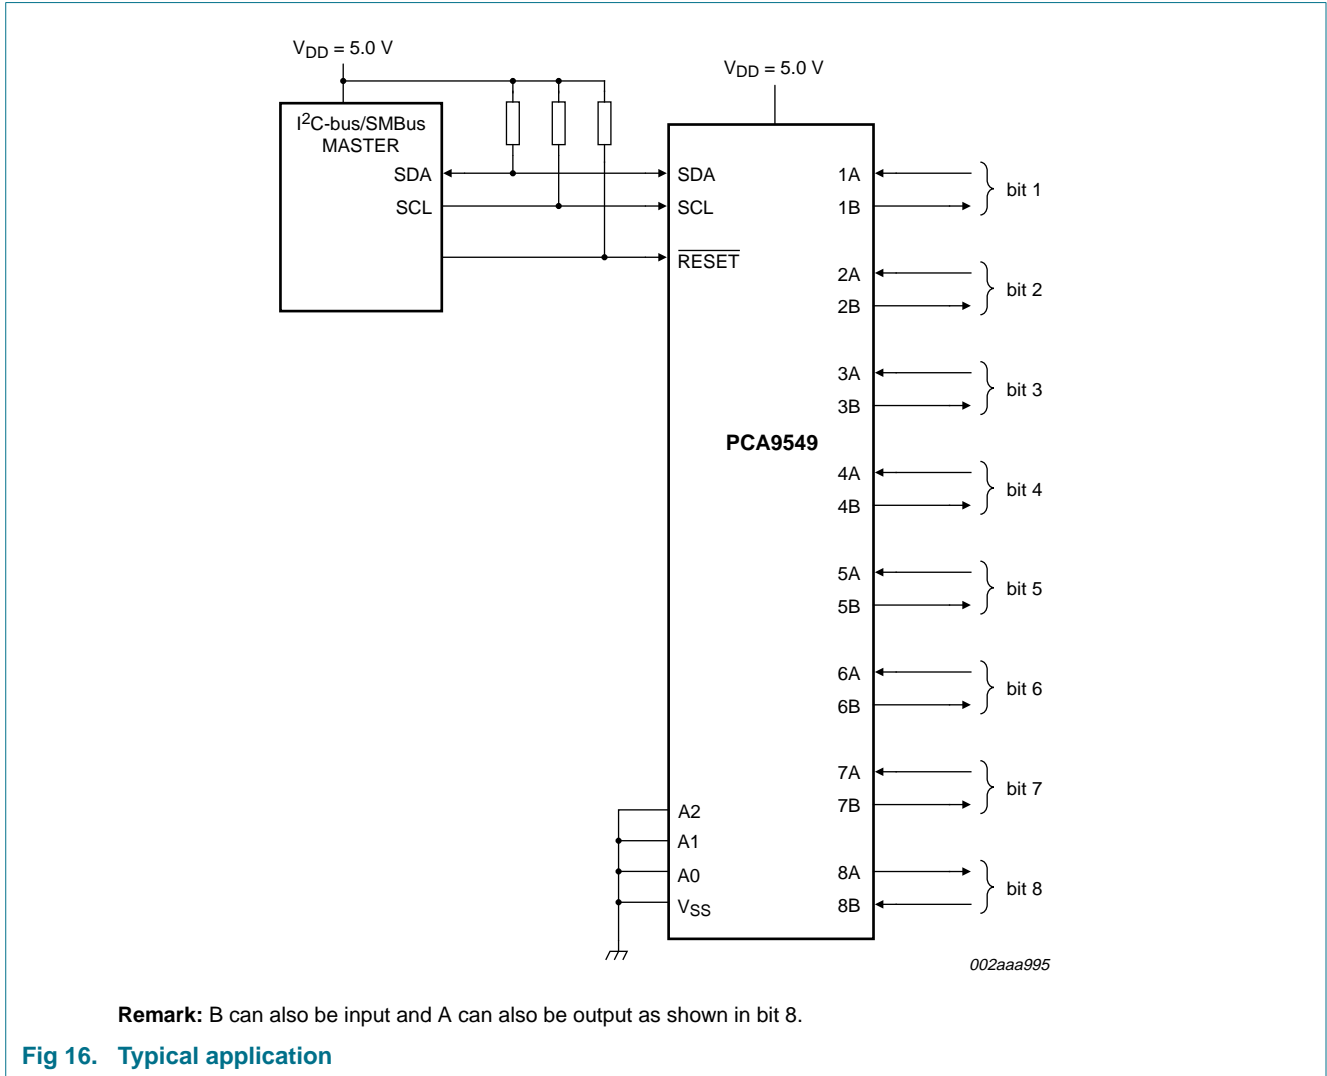 VDD = 5.0 V
VDD = 5.0 V
I2C-bus/SMBus
MASTER
SDA
SCL
SDA
SCL
RESET
PCA9549
A2
A1
A0
VSS
1A
1B
bit 1
2A
2B
bit 2
3A
3B
bit 3
4A
4B
bit 4
5A
5B
bit 5
6A
6B
bit 6
7A
7B
bit 7
8A
8B
bit 8
002aaa995
Remark: B can also be input and A can also be output as shown in bit 8.
Fig 16. Typical application